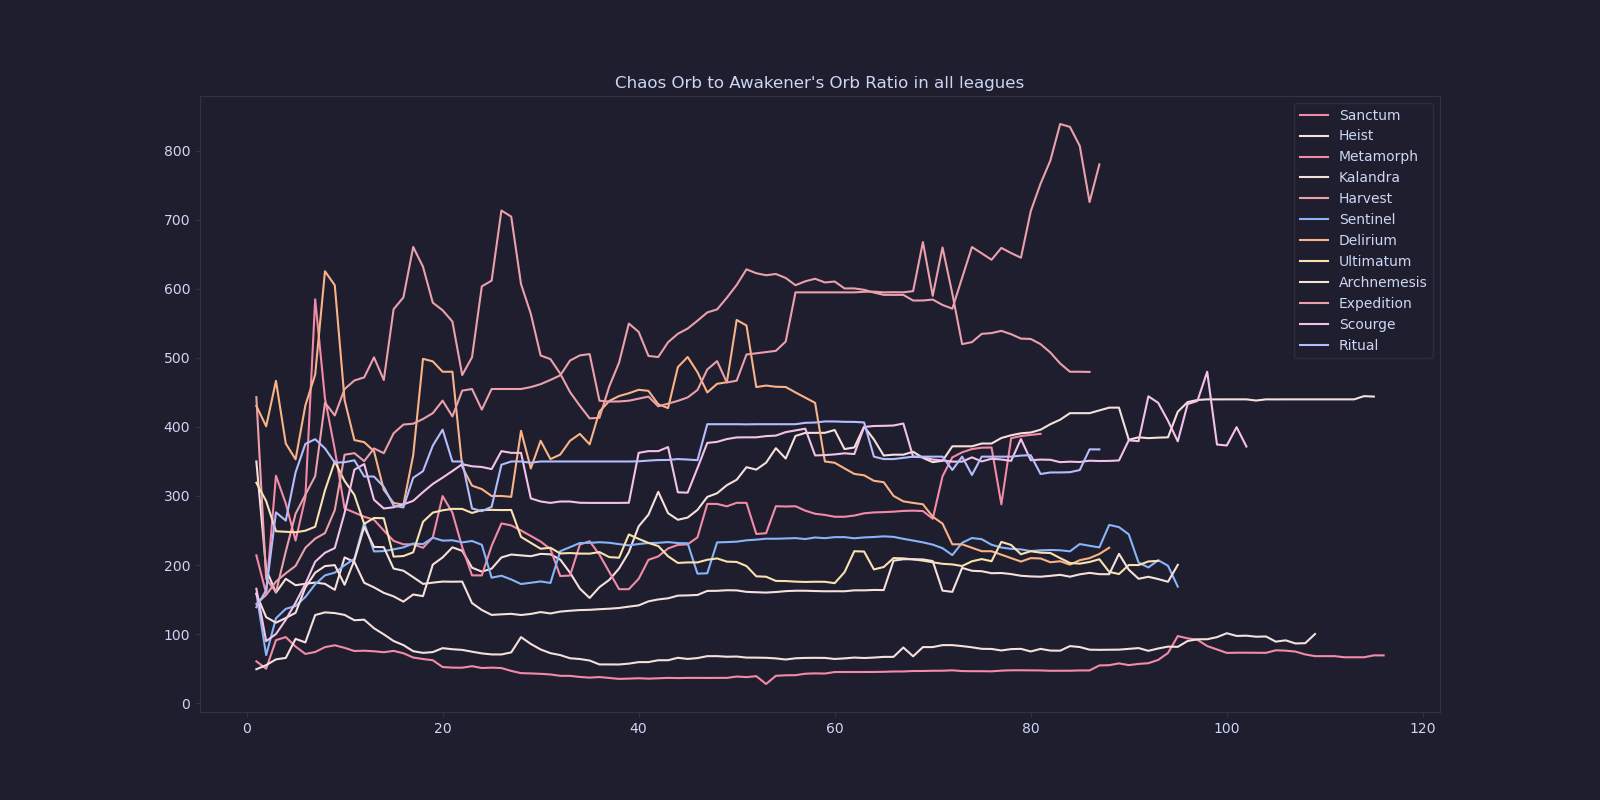 Chaos Orb to Awakener's Orb Ratio in all leagues
Sanctum
Heist
Metamorph
Kalandra
Harvest
Sentinel
Delirium
Ultimatum
Archnemesis
Expedition
Scourge
Ritual
800
700
600
500
400
300
200
100
0
0 20 40 60 80 100 120